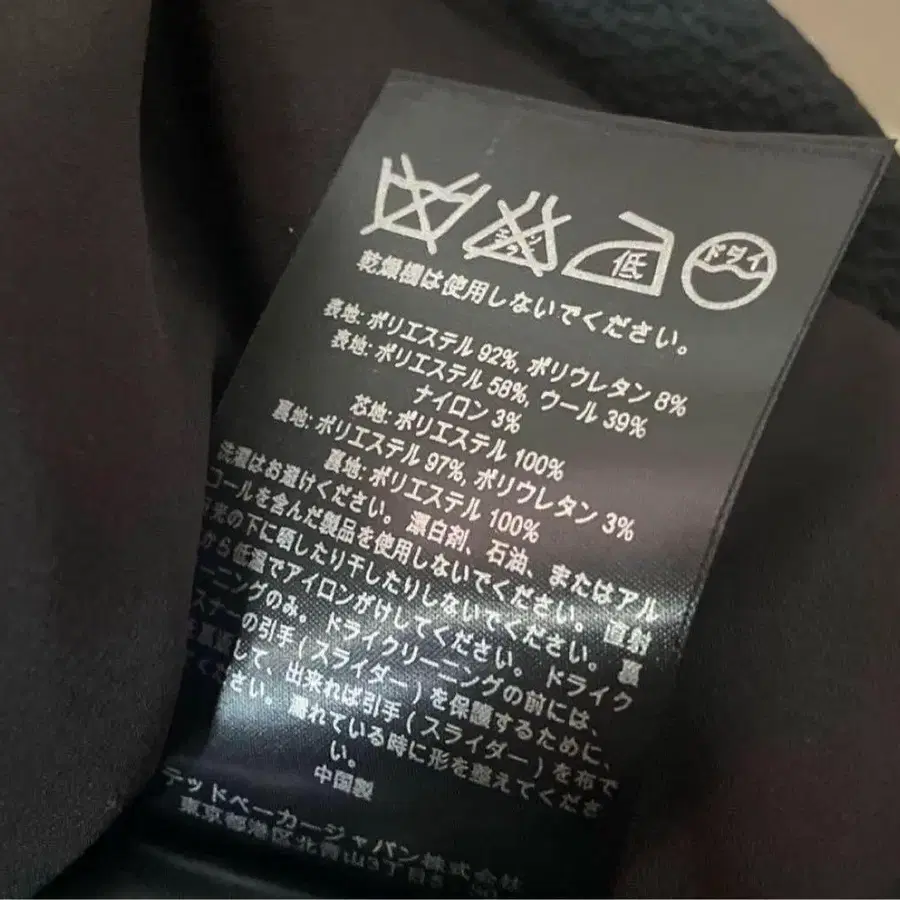 エンソ
サラ
低
ドライ
乾燥機は使用しないでください。
表地: ポリエステル 92%, ポリウレタン 8%
表地: ポリエステル 58%, ウール 39%
ナイロン 3%
芯地: ポリエステル 100%
裏地: ポリエステル 97%, ポリウレタン 3%
裏地: ポリエステル 100%
洗濯はお避けください。漂白剤、石油、またはアル
コールを含んだ製品を使用しないでください。直射
の下に晒したり干したりしないでください。裏
から低温でアイロンがけしてください。ドライク
ーニングのみ。ドライクリーニングの前には、
スナー の引手(スライダー)を保護するために、
して、出来れば引手(スライダー)を布で
ください。濡れている時に形を整えてくださ
い。
中国製
テッドベーカージャパン株式会社
東京都港区北青山3丁目5